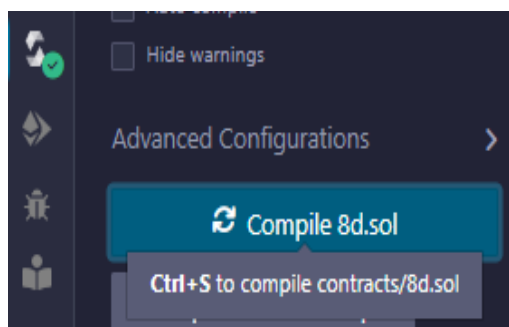 Hide warnings
Advanced Configurations
Compile 8d.sol
Ctrl+S to compile contracts/8d.sol